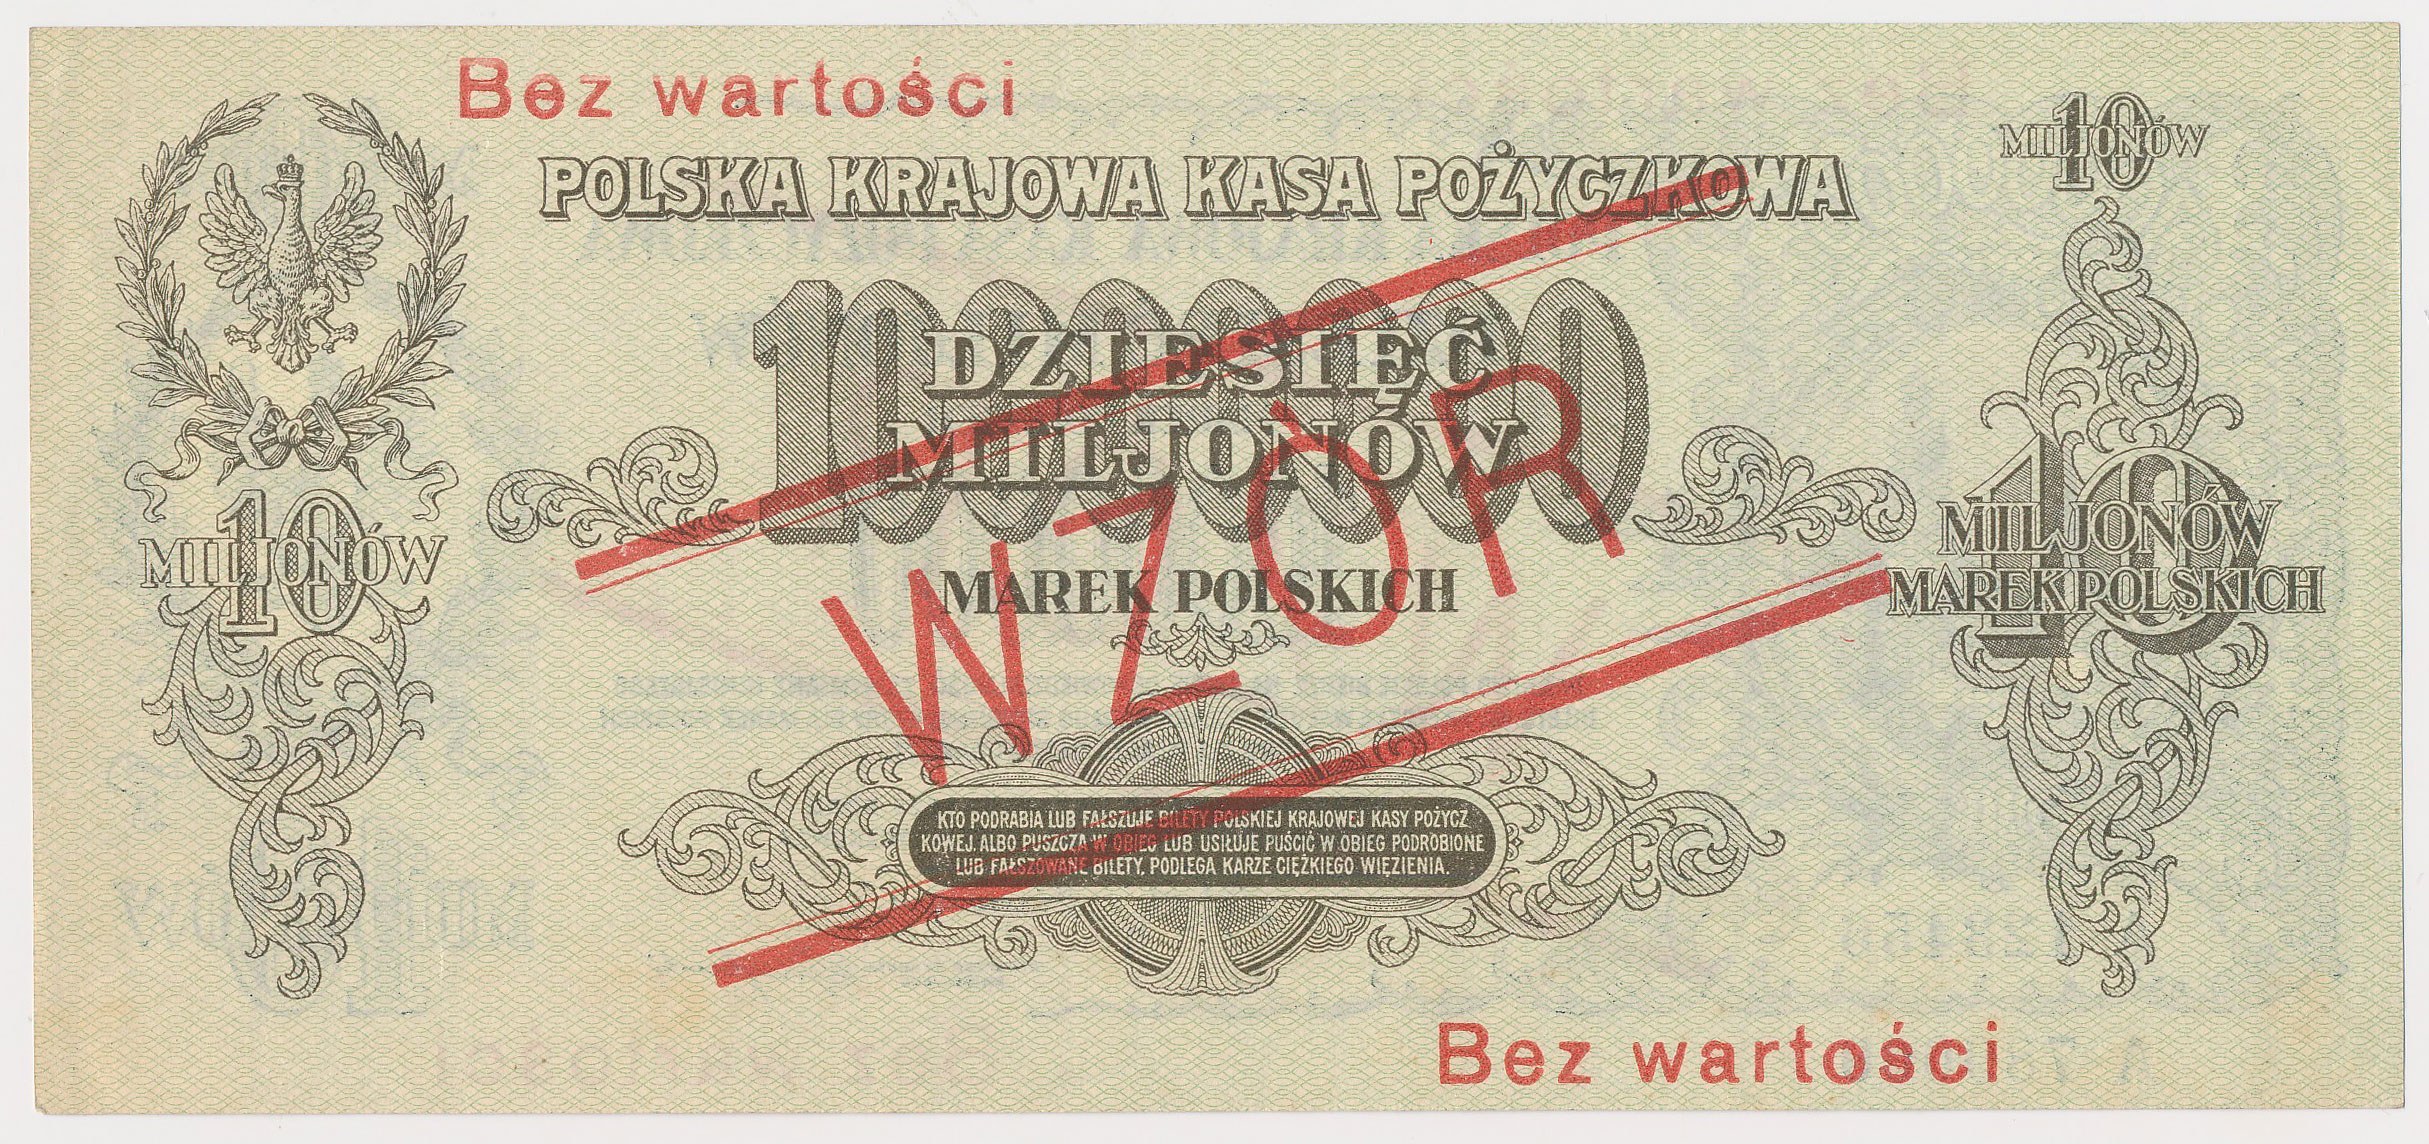 Bez wartości
POLSKA KRAJOWA KASA POŻYCZKOWA
10
MILJONÓW
10000000
DZIESIĘĆ
MILJONÓW
MAREK POLSKICH
WZÓR
10
MILJONÓW
10
MILJONÓW
MAREK POLSKICH
KTO PODRABIA LUB FAŁSZUJE BILETY POLSKIEJ KRAJOWEJ KASY POŻYCZ
KOWEJ, ALBO PUSZCZA W OBIEG LUB USIŁUJE PUŚCIĆ W OBIEG PODROBIONE
LUB FAŁSZOWANE BILETY, PODLEGA KARZE CIĘŻKIEGO WIĘZIENIA.
Bez wartości